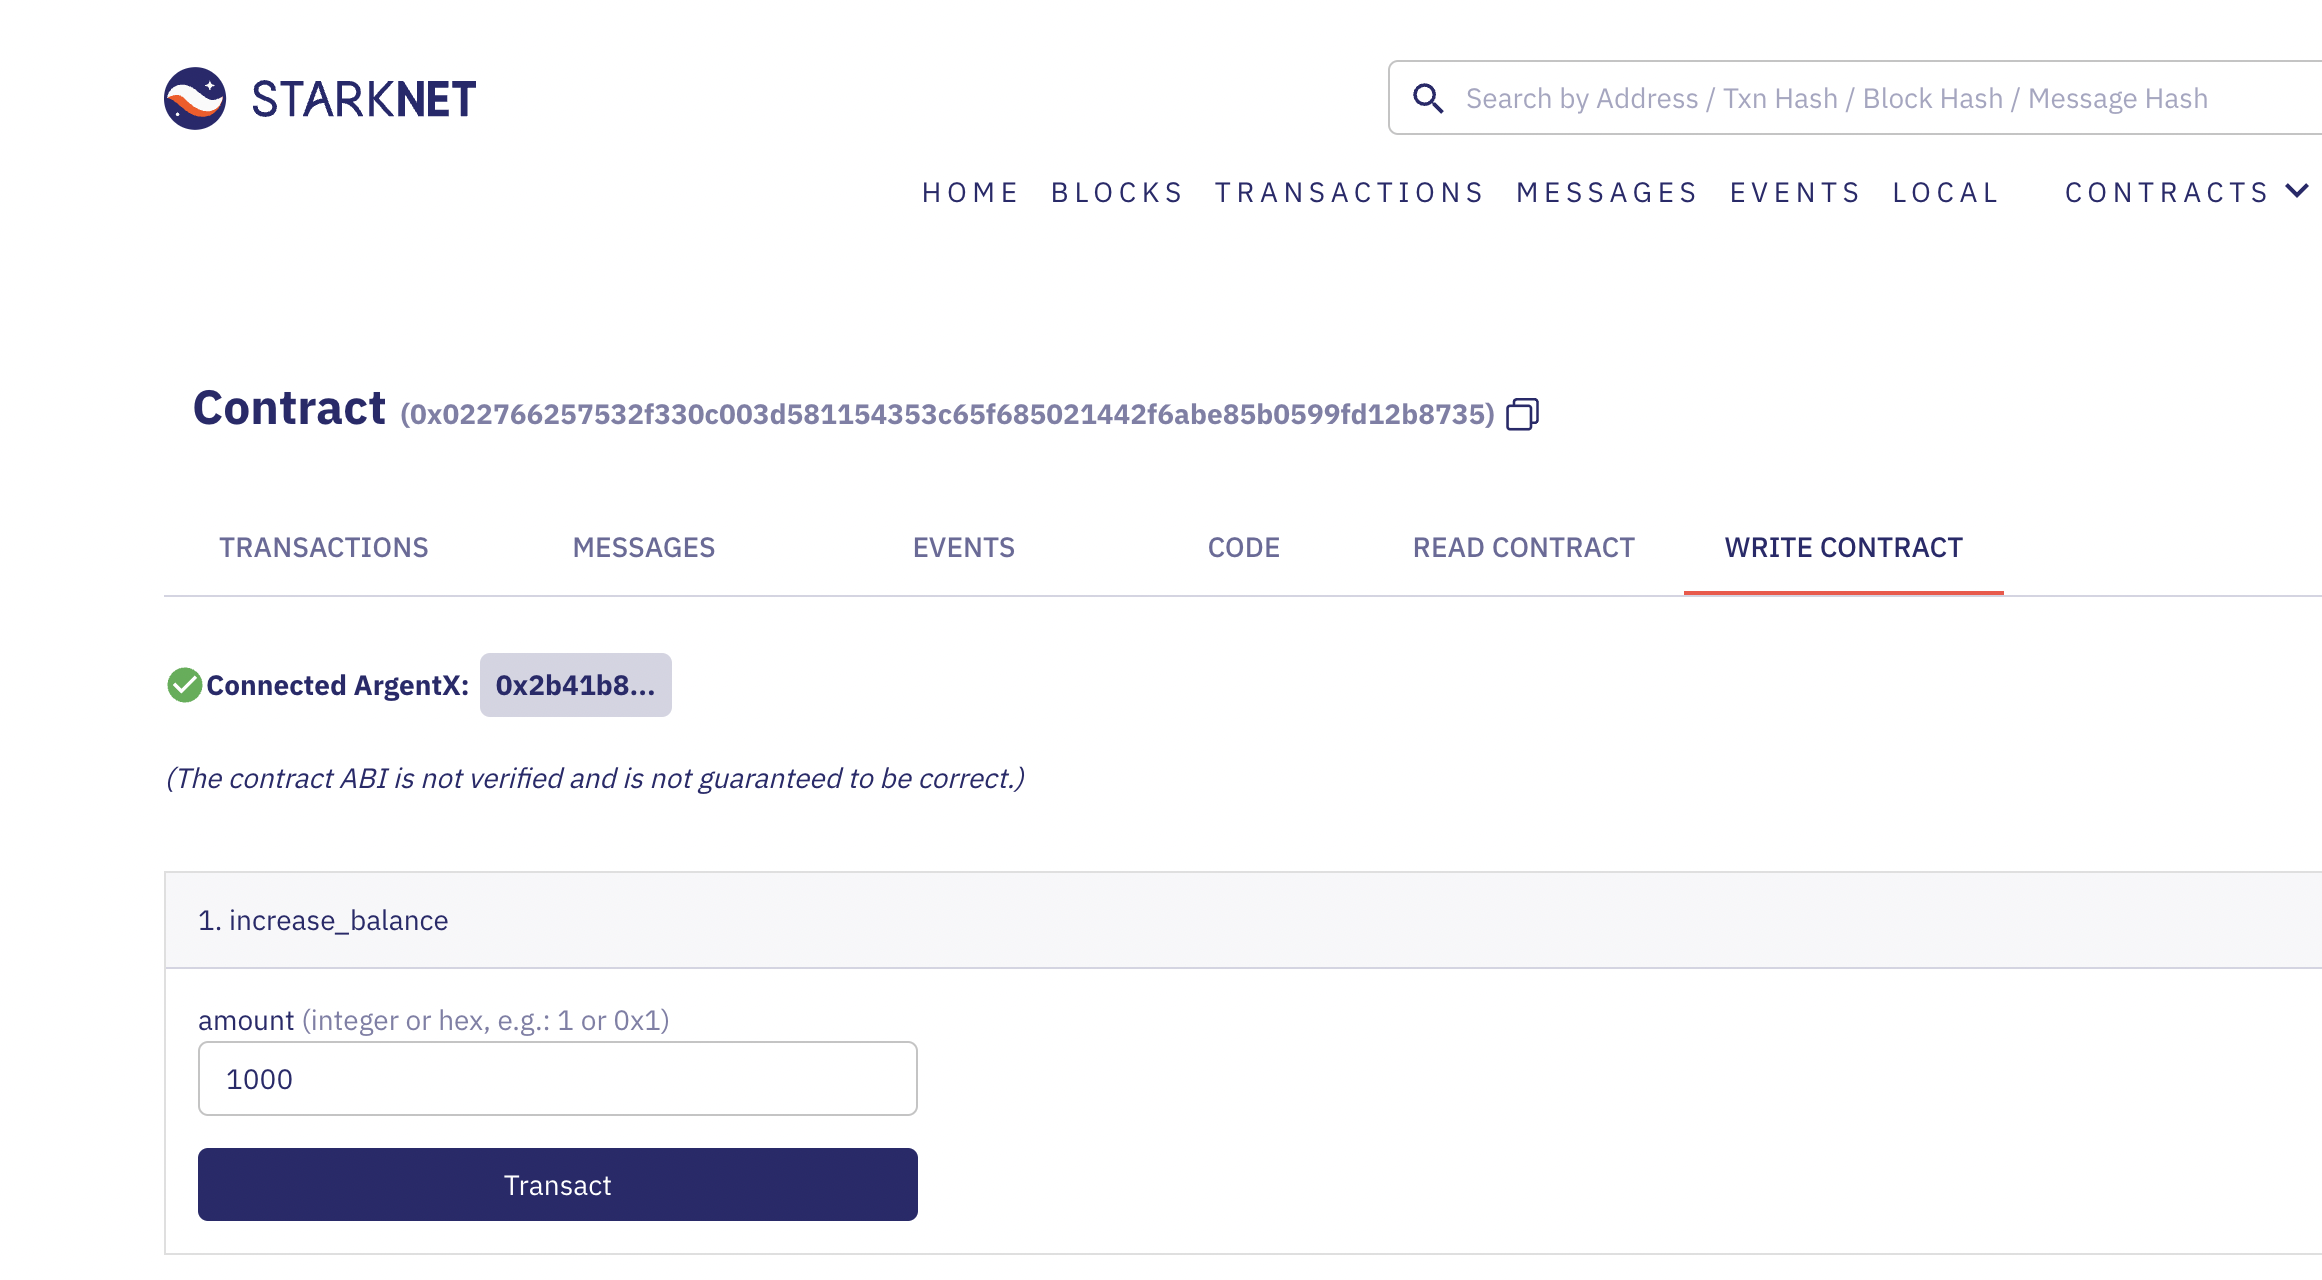 STARKNET
Search by Address / Txn Hash / Block Hash / Message Hash
HOME BLOCKS TRANSACTIONS MESSAGES EVENTS LOCAL CONTRACTS
Contract (0x022766257532f330c003d581154353c65f685021442f6abe85b0599fd12b8735)
TRANSACTIONS MESSAGES EVENTS CODE READ CONTRACT WRITE CONTRACT
Connected ArgentX: 0x2b41b8...
(The contract ABI is not verified and is not guaranteed to be correct.)
1. increase_balance
amount (integer or hex, e.g.: 1 or 0x1)
1000
Transact